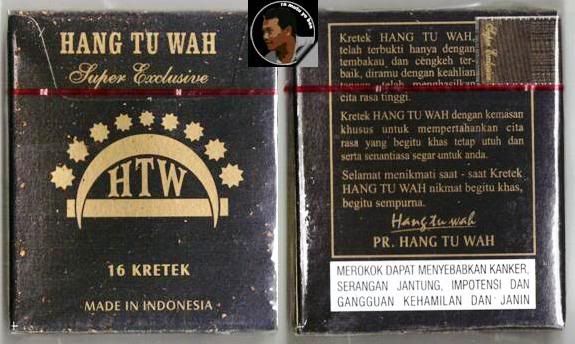 HANG TU WAH
Super Exclusive
HTW
16 KRETEK
MADE IN INDONESIA
Kretek HANG TU WAH,
telah terbukti hanya dengan
tembakau dan cengkeh ter-
baik, diramu dengan keahlian
telah menghasilkan
cita rasa tinggi.
Kretek HANG TU WAH dengan kemasan
khusus untuk mempertahankan cita
rasa yang begitu khas tetap utuh dan
serta senantiasa segar untuk anda.
Selamat menikmati saat - saat Kretek
HANG TU WAH nikmat begitu khas,
begitu sempurna.
Hang tu wah
PR. HANG TU WAH
MEROKOK DAPAT MENYEBABKAN KANKER,
SERANGAN JANTUNG, IMPOTENSI DAN
GANGGUAN KEHAMILAN DAN JANIN